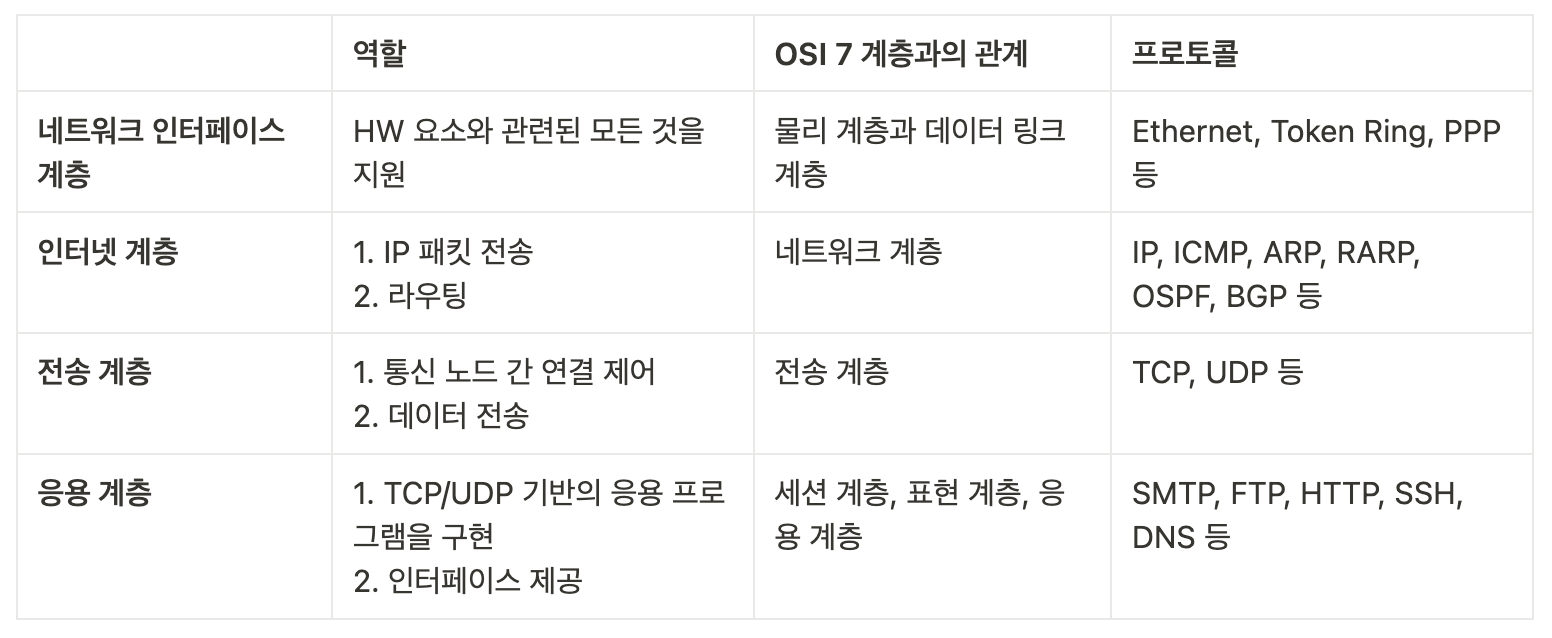 역할
OSI 7 계층과의 관계
프로토콜
네트워크 인터페이스
계층
HW 요소와 관련된 모든 것을
지원
물리 계층과 데이터 링크
계층
Ethernet, Token Ring, PPP
등
인터넷 계층
1. IP 패킷 전송
2. 라우팅
네트워크 계층
IP, ICMP, ARP, RARP,
OSPF, BGP 등
전송 계층
1. 통신 노드 간 연결 제어
2. 데이터 전송
전송 계층
TCP, UDP 등
응용 계층
1. TCP/UDP 기반의 응용 프로
그램을 구현
2. 인터페이스 제공
세션 계층, 표현 계층, 응
용 계층
SMTP, FTP, HTTP, SSH,
DNS 등